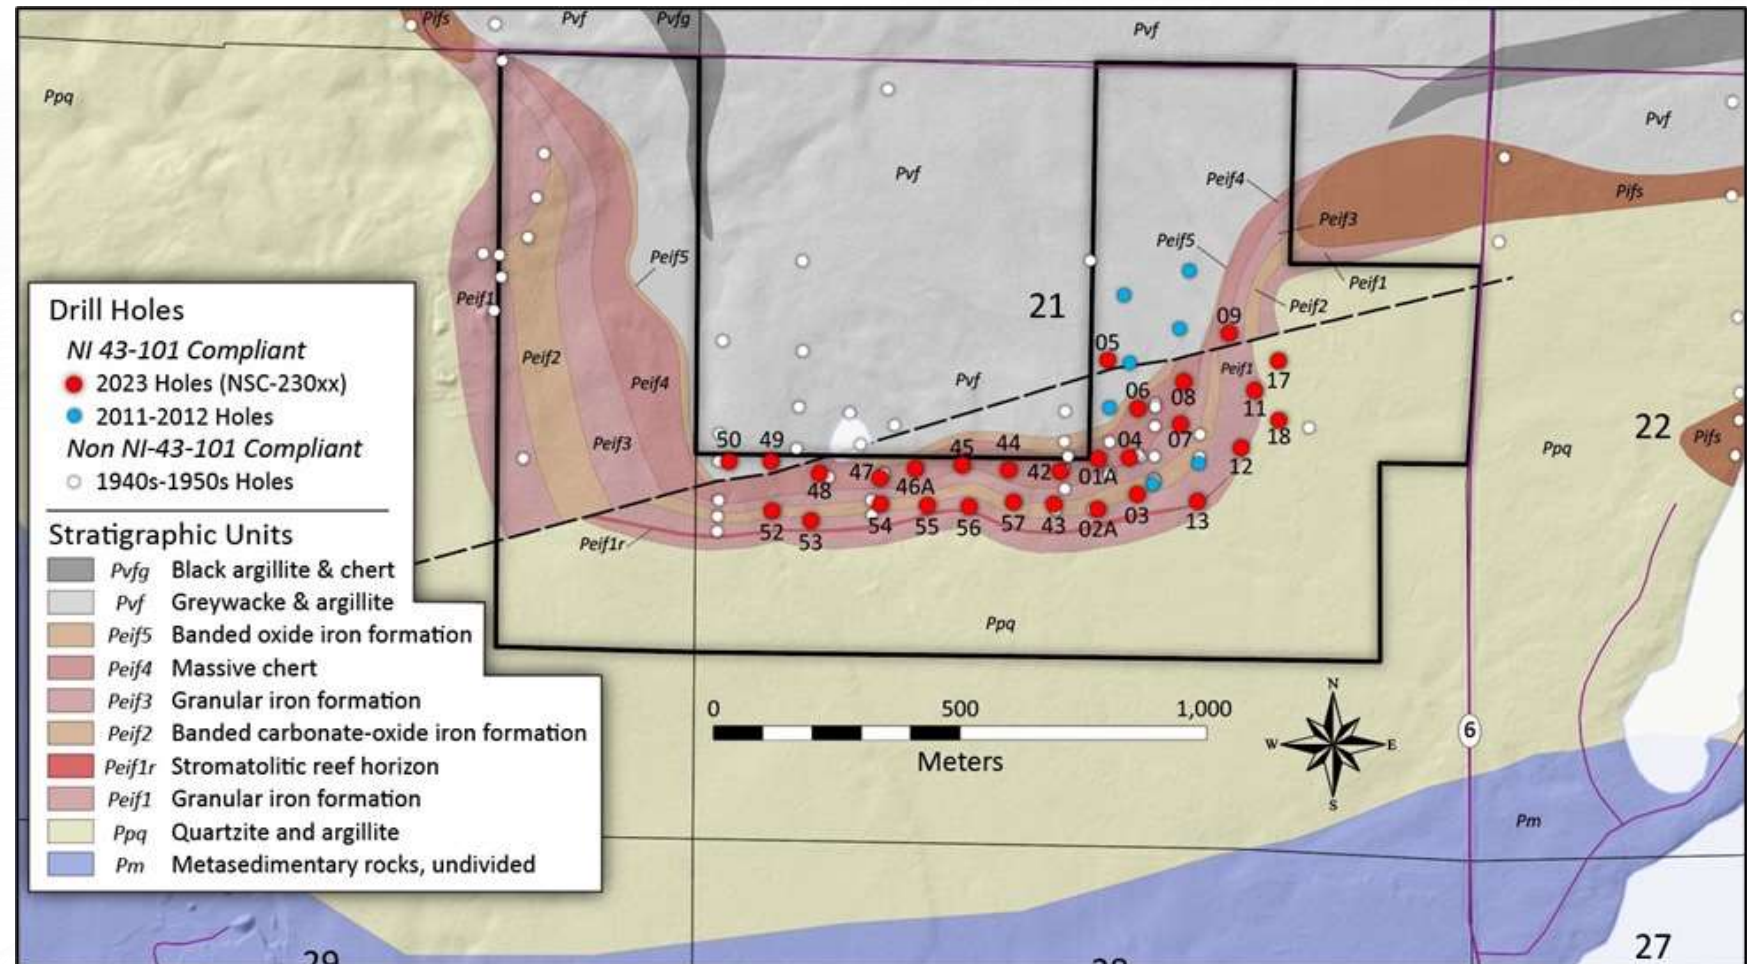 Pifs
Pvf
Pvfg
Pvf
Ppq
Pvf
Pvf
Peif4
Pifs
Peif3
Peif5
Peif5
Peif1
Peif1
Peif2
21
09
05
Peif2
Peif4
Pvf
Peif1
17
06
08
11
Peif3
50
49
45
44
04
07
18
22
Pifs
Ppq
47
42
01A
12
48
46A
52
53
54
55
56
57
43
02A
03
13
Peif1r
Ppq
Drill Holes
NI 43-101 Compliant
2023 Holes (NSC-230xx)
2011-2012 Holes
Non NI-43-101 Compliant
1940s-1950s Holes
Stratigraphic Units
Pvfg Black argillite & chert
Pvf Greywacke & argillite
Peif5 Banded oxide iron formation
Peif4 Massive chert
Peif3 Granular iron formation
Peif2 Banded carbonate-oxide iron formation
Peif1r Stromatolitic reef horizon
Peif1 Granular iron formation
Ppq Quartzite and argillite
Pm Metasedimentary rocks, undivided
0 500 1,000
Meters
N
W E
S
6
Pm
29
28
27